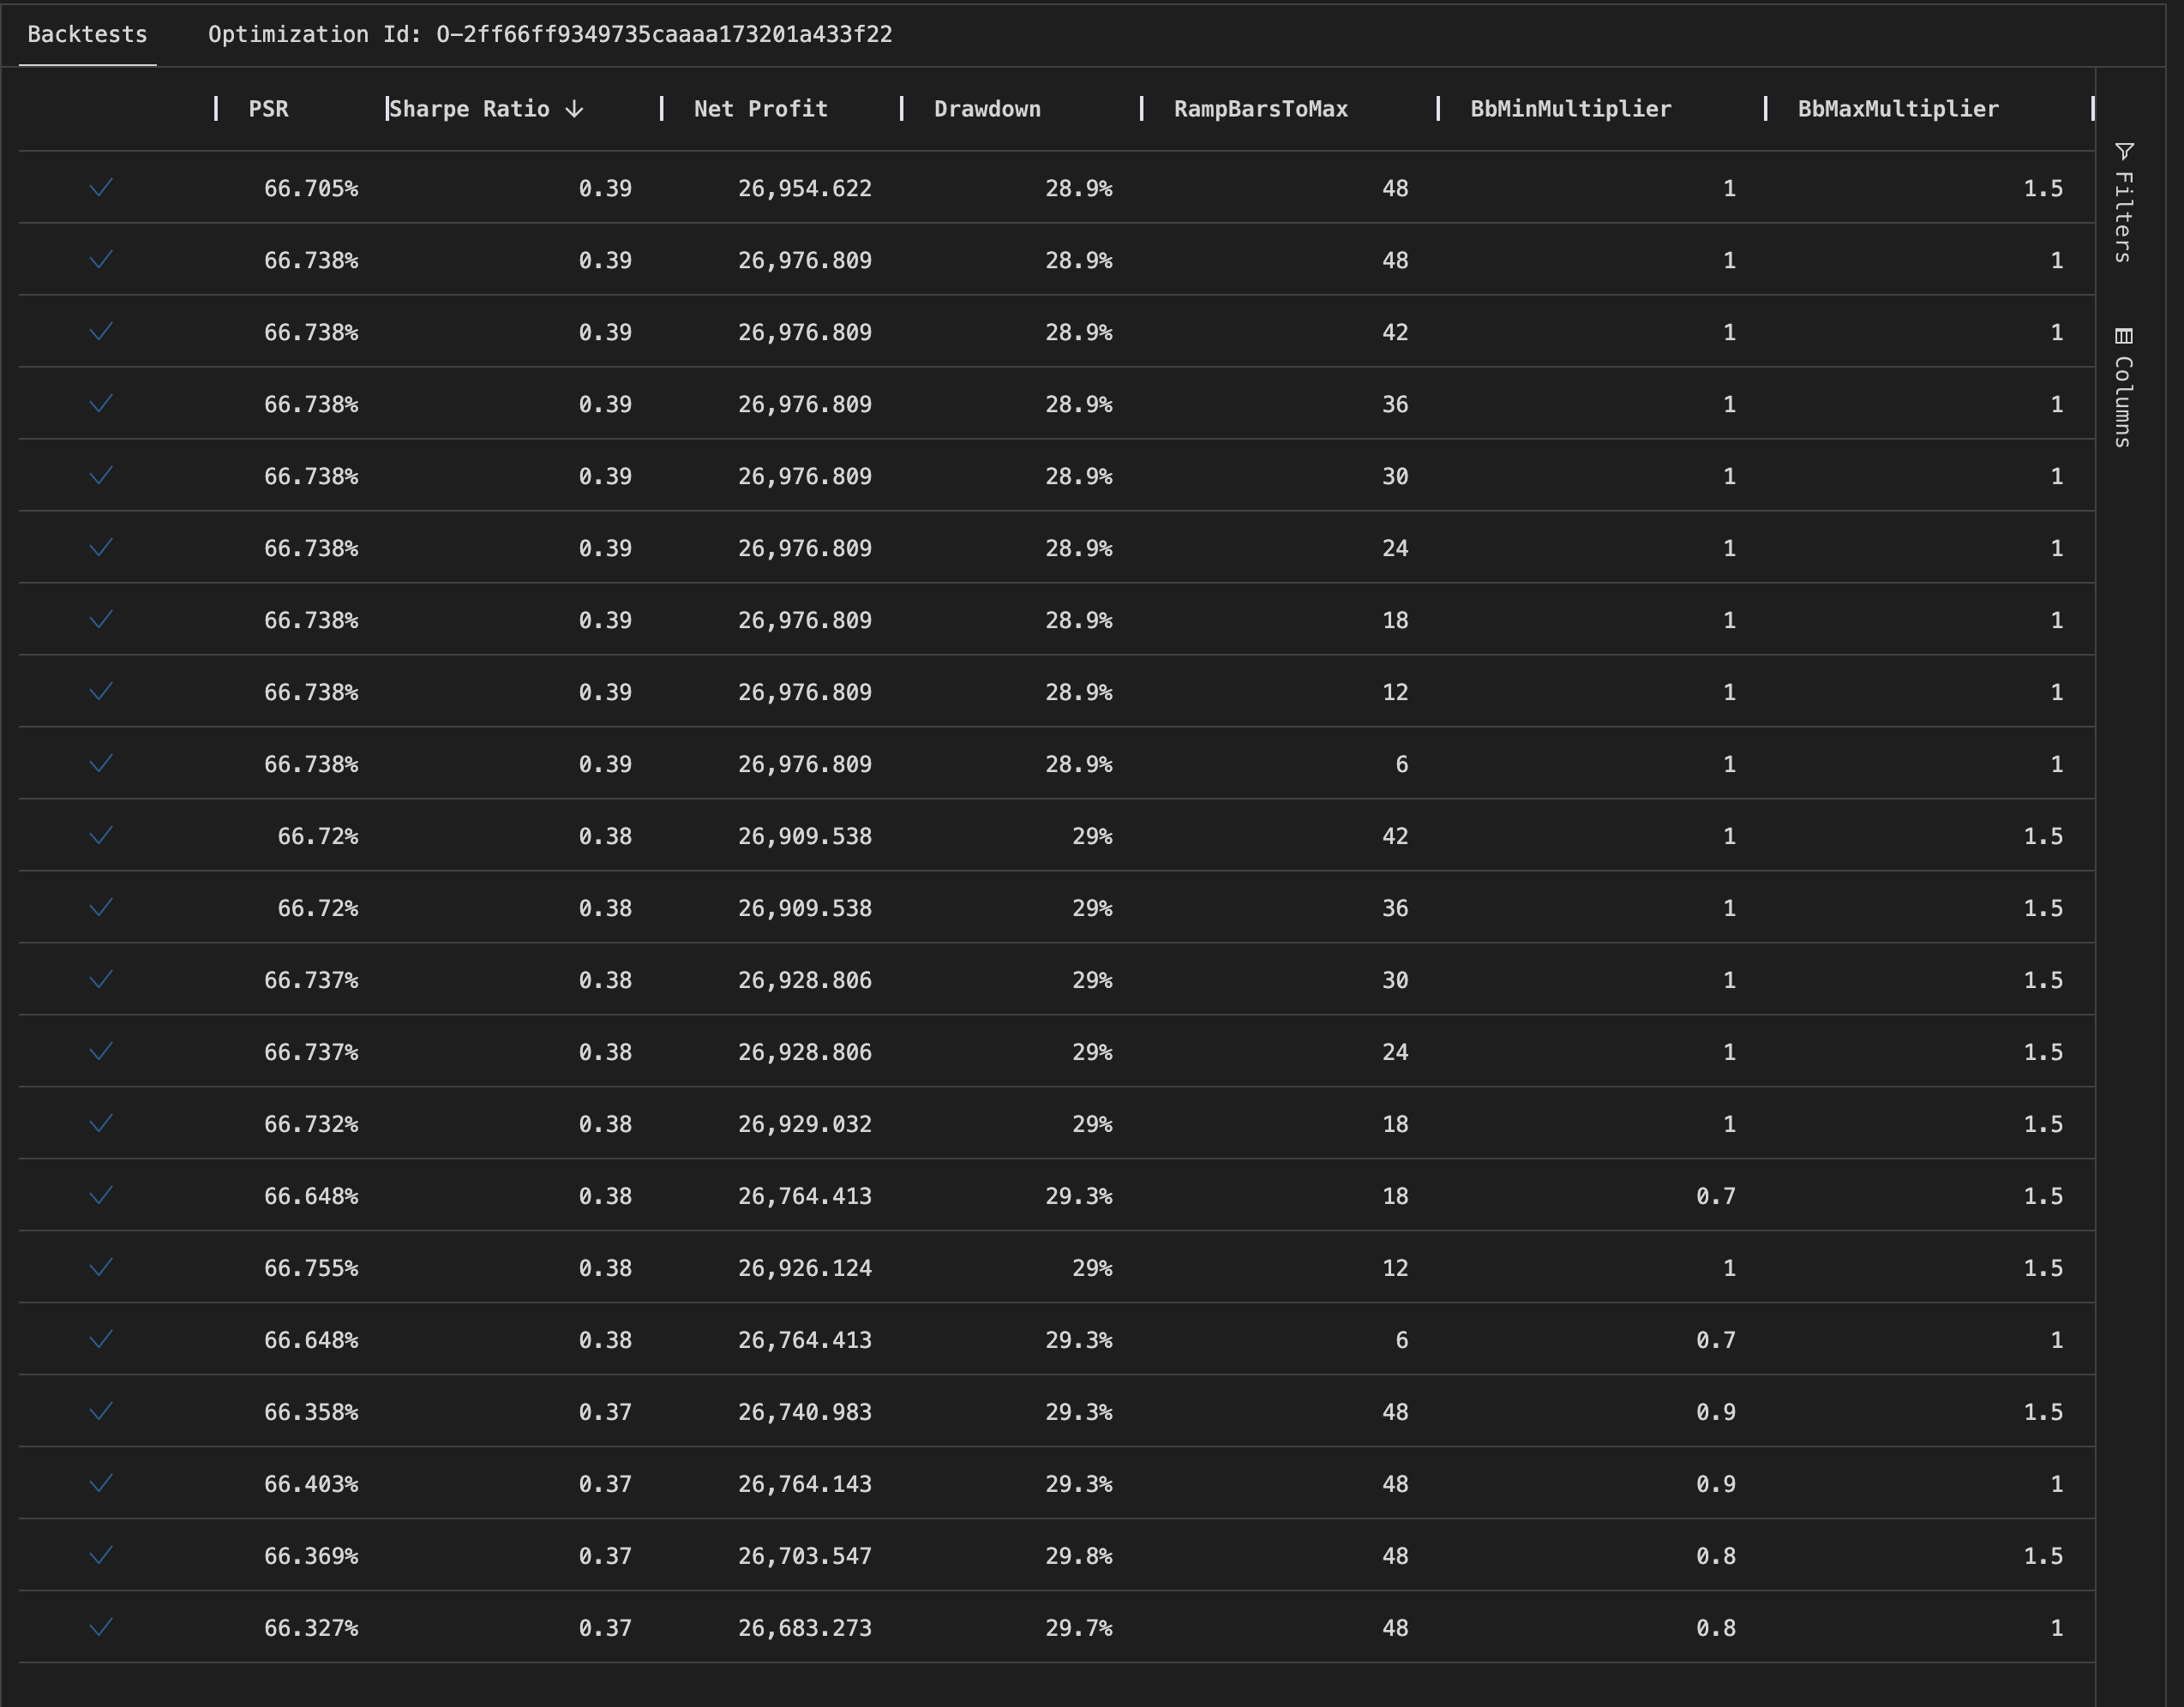 Backtests Optimization Id: O-2ff66ff9349735caaaa173201a433f22
PSR Sharpe Ratio ↓ Net Profit Drawdown RampBarsToMax BbMinMultiplier BbMaxMultiplier
66.705% 0.39 26,954.622 28.9% 48 1 1.5
66.738% 0.39 26,976.809 28.9% 48 1 1
66.738% 0.39 26,976.809 28.9% 42 1 1
66.738% 0.39 26,976.809 28.9% 36 1 1
66.738% 0.39 26,976.809 28.9% 30 1 1
66.738% 0.39 26,976.809 28.9% 24 1 1
66.738% 0.39 26,976.809 28.9% 18 1 1
66.738% 0.39 26,976.809 28.9% 12 1 1
66.738% 0.39 26,976.809 28.9% 6 1 1
66.72% 0.38 26,909.538 29% 42 1 1.5
66.72% 0.38 26,909.538 29% 36 1 1.5
66.737% 0.38 26,928.806 29% 30 1 1.5
66.737% 0.38 26,928.806 29% 24 1 1.5
66.732% 0.38 26,929.032 29% 18 1 1.5
66.648% 0.38 26,764.413 29.3% 18 0.7 1.5
66.755% 0.38 26,926.124 29% 12 1 1.5
66.648% 0.38 26,764.413 29.3% 6 0.7 1
66.358% 0.37 26,740.983 29.3% 48 0.9 1.5
66.403% 0.37 26,764.143 29.3% 48 0.9 1
66.369% 0.37 26,703.547 29.8% 48 0.8 1.5
66.327% 0.37 26,683.273 29.7% 48 0.8 1
Filters
Columns